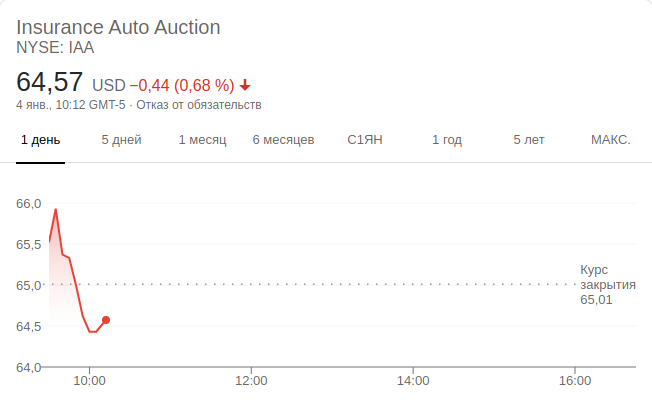 Insurance Auto Auction
NYSE: IAA
64,57 USD −0,44 (0,68 %)
4 янв., 10:12 GMT-5 · Отказ от обязательств
1 день 5 дней 1 месяц 6 месяцев С1ЯН 1 год 5 лет МАКС.
66,0
65,5
65,0
64,5
64,0
Курс
закрытия
65,01
10:00 12:00 14:00 16:00